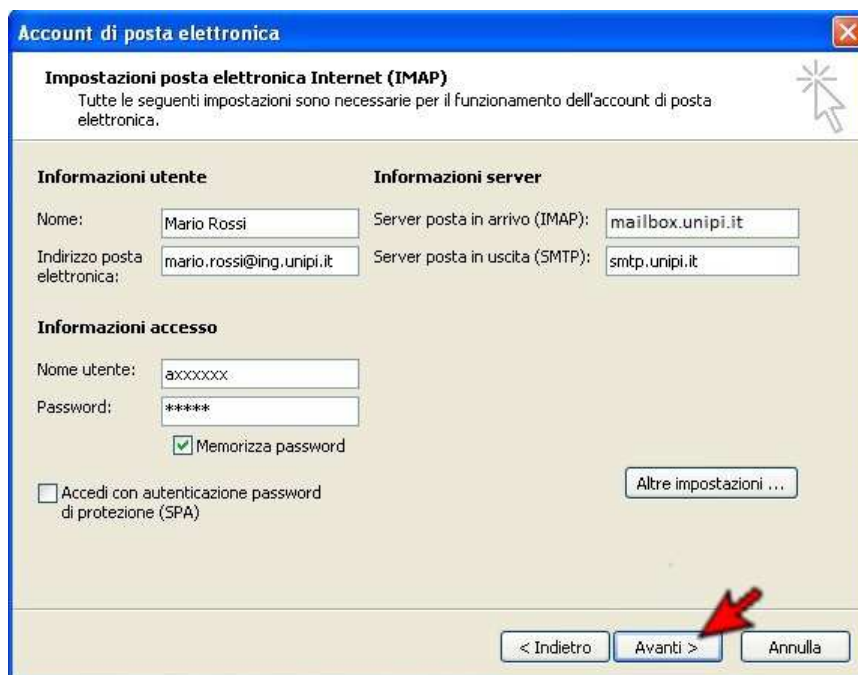 Account di posta elettronica
Impostazioni posta elettronica Internet (IMAP)
Tutte le seguenti impostazioni sono necessarie per il funzionamento dell'account di posta
elettronica.
Informazioni utente
Nome: Mario Rossi
Indirizzo posta
elettronica: mario.rossi@ing.unipi.it
Informazioni server
Server posta in arrivo (IMAP): mailbox.unipi.it
Server posta in uscita (SMTP): smtp.unipi.it
Informazioni accesso
Nome utente: axxxxxx
Password: *****
Memorizza password
Accedi con autenticazione password
di protezione (SPA)
Altre impostazioni ...
< Indietro
Avanti >
Annulla